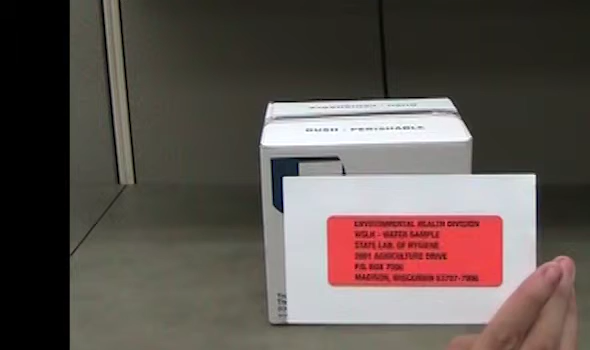 RUSH - PERISHABLE
ENVIRONMENTAL HEALTH DIVISION
WSLH - WATER SAMPLE
STATE LAB. OF HYGIENE
2601 AGRICULTURE DRIVE
P.O. BOX 7996
MADISON, WISCONSIN 53707-7996